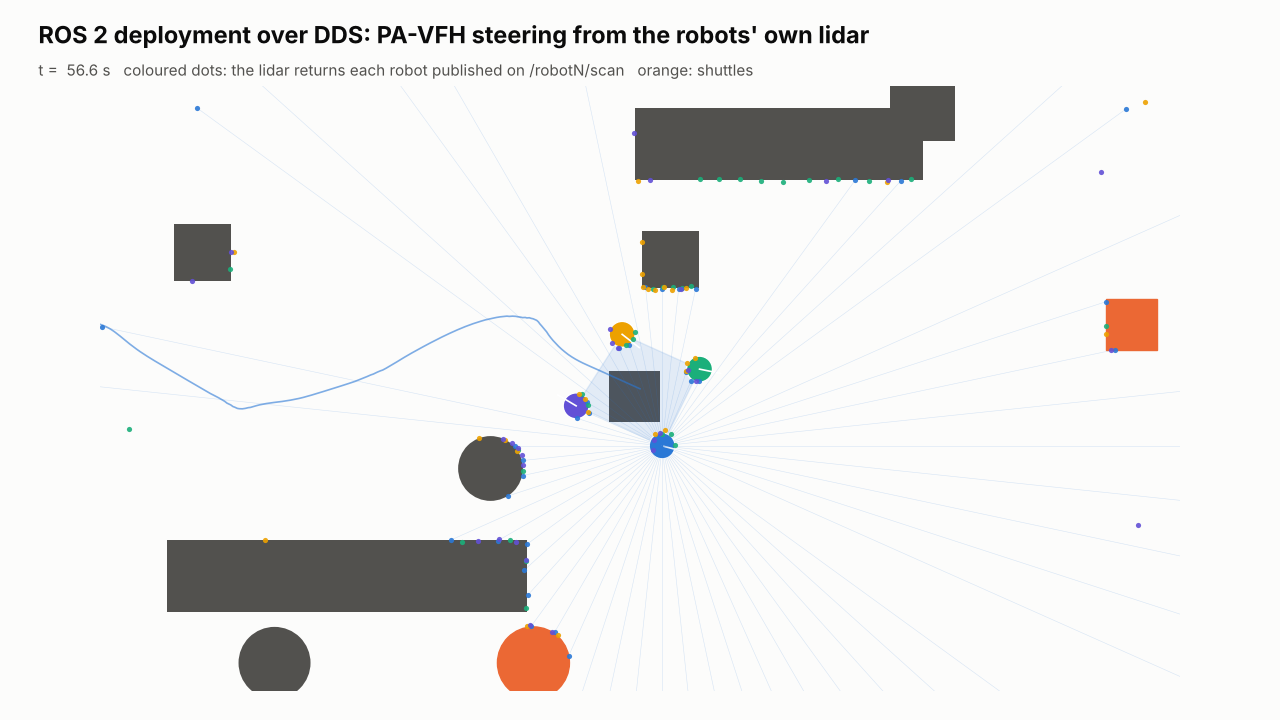 ROS 2 deployment over DDS: PA-VFH steering from the robots' own lidar
t =  56.6 s   coloured dots: the lidar returns each robot published on /robotN/scan   orange: shuttles